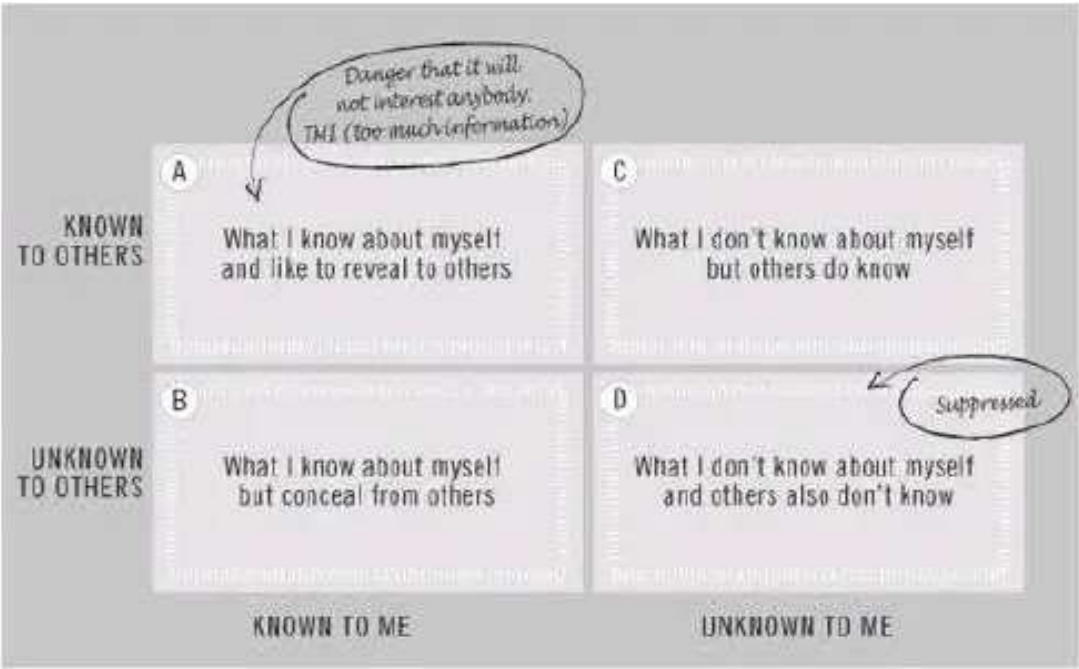 Danger that it will
not interest anybody.
TMI (too much information)
A
C
KNOWN
TO OTHERS
What I know about myself
and like to reveal to others
What I don't know about myself
but others do know
B
D
Suppressed
UNKNOWN
TO OTHERS
What I know about myself
but conceal from others
What I don't know about myself
and others also don't know
KNOWN TO ME
UNKNOWN TO ME